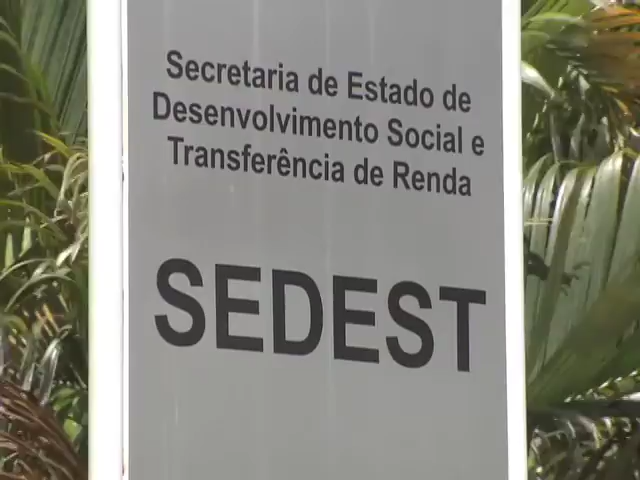 Secretaria de Estado de
Desenvolvimento Social e
Transferência de Renda
SEDEST